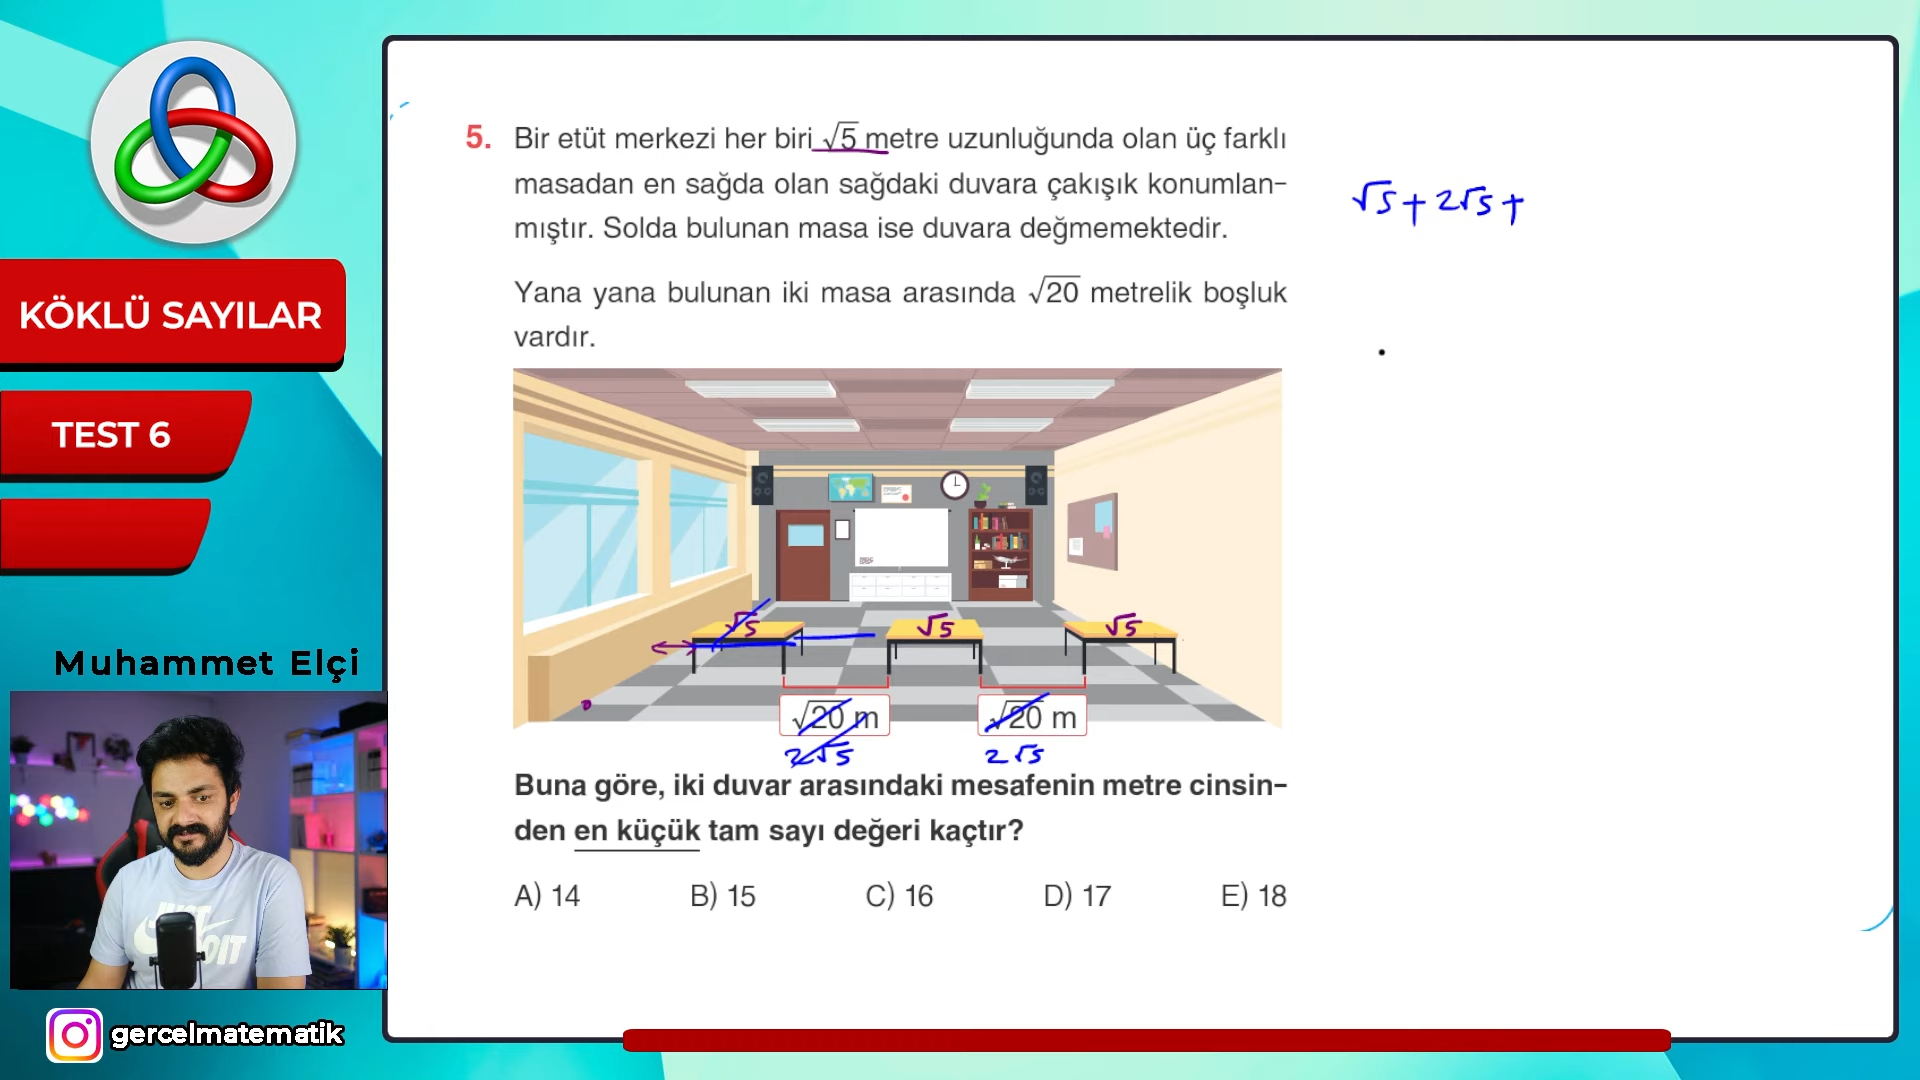 KÖKLÜ SAYILAR
TEST 6
Muhammet Elçi
gercelmatematik
5. Bir etüt merkezi her biri √5 metre uzunluğunda olan üç farklı
masadan en sağda olan sağdaki duvara çakışık konumlan-
mıştır. Solda bulunan masa ise duvara değmemektedir.
Yana yana bulunan iki masa arasında √20 metrelik boşluk
vardır.
√5 + 2√5 +
√5 √5 √5
√20 m √20 m
2√5 2√5
Buna göre, iki duvar arasındaki mesafenin metre cinsin-
den en küçük tam sayı değeri kaçtır?
A) 14 B) 15 C) 16 D) 17 E) 18